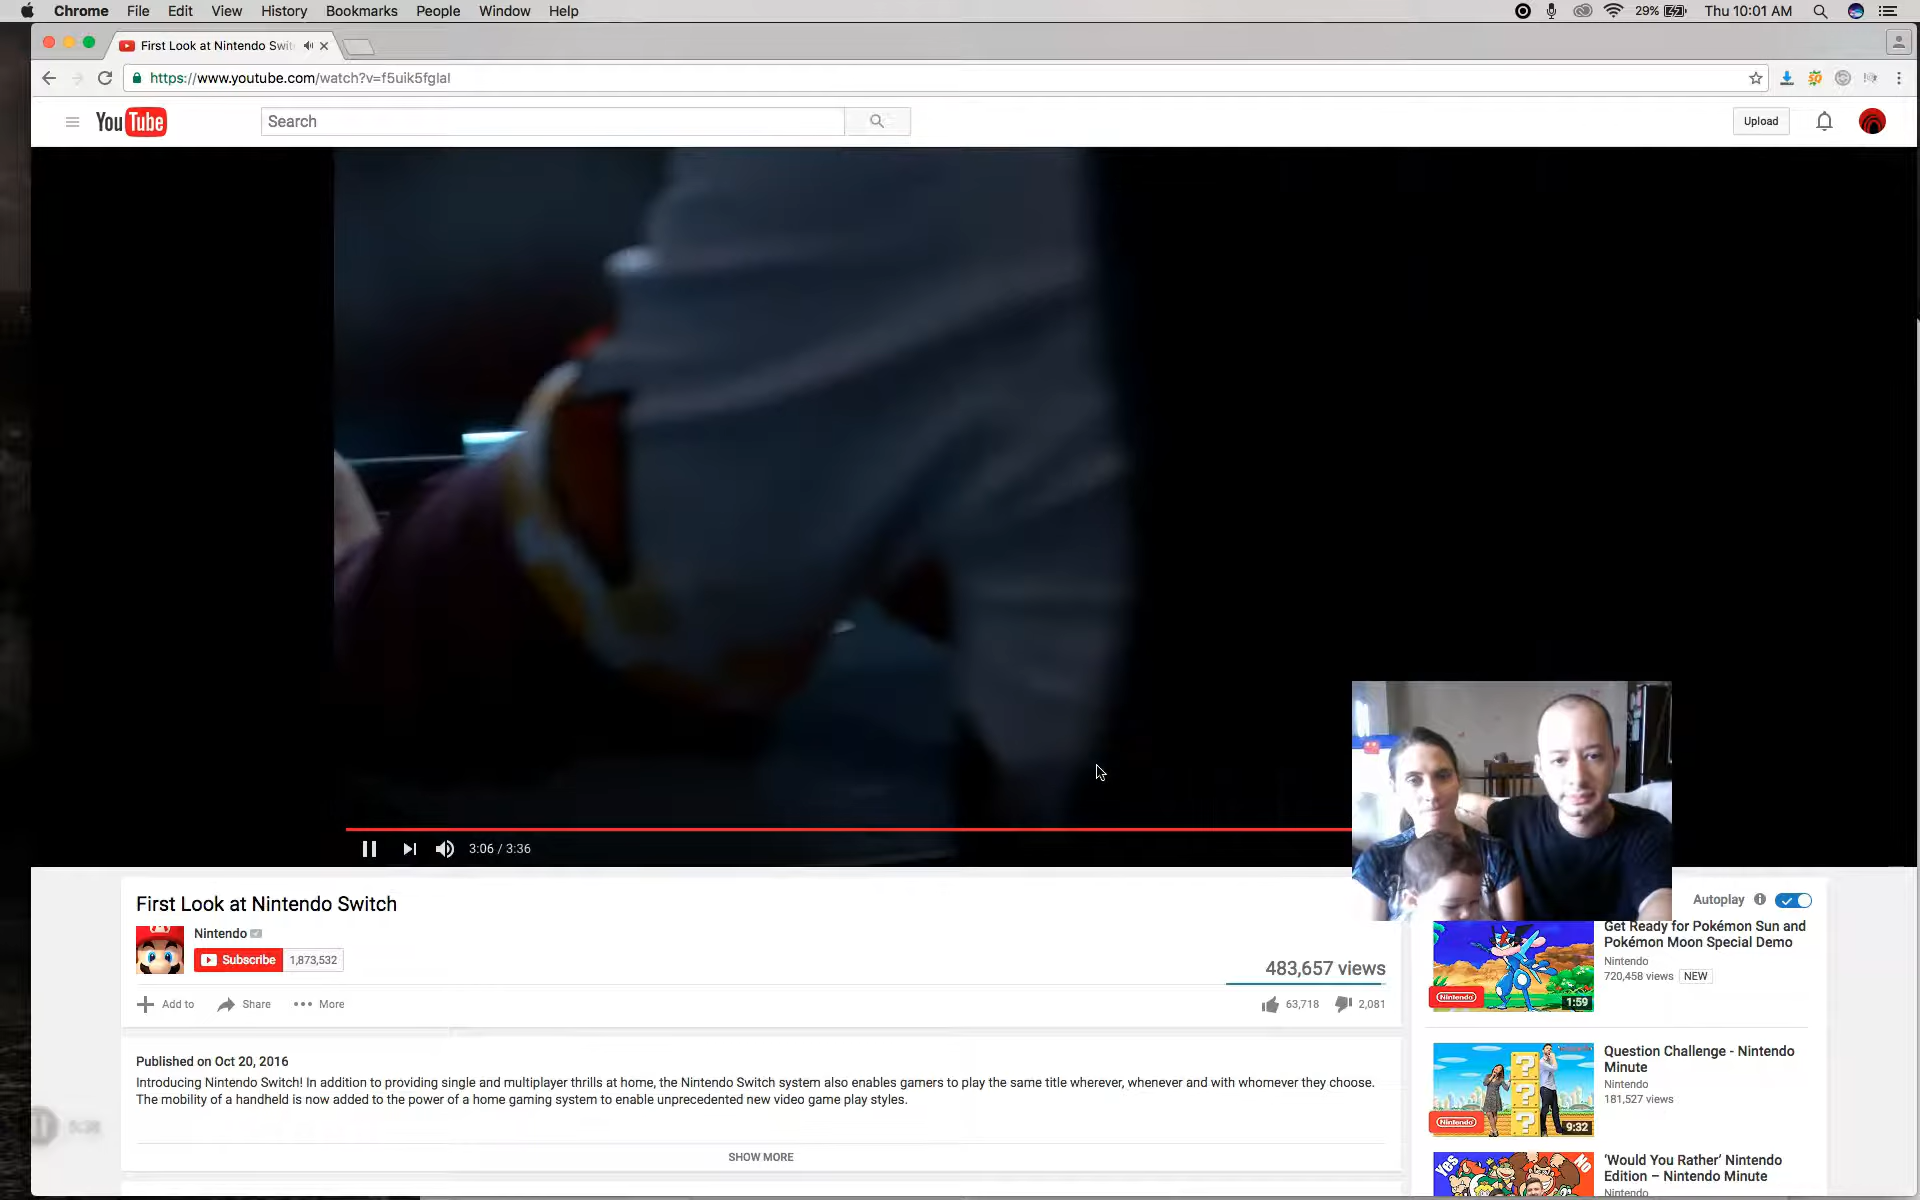 Chrome File Edit View History Bookmarks People Window Help 29% Thu 10:01 AM
First Look at Nintendo Swit
https://www.youtube.com/watch?v=f5uik5fgIaI
YouTube Search Upload
3:06 / 3:36
First Look at Nintendo Switch
Nintendo
Subscribe 1,873,532
483,657 views
Add to Share More 63,718 2,081
Published on Oct 20, 2016
Introducing Nintendo Switch! In addition to providing single and multiplayer thrills at home, the Nintendo Switch system also enables gamers to play the same title wherever, whenever and with whomever they choose.
The mobility of a handheld is now added to the power of a home gaming system to enable unprecedented new video game play styles.
SHOW MORE
Autoplay
Get Ready for Pokémon Sun and
Pokémon Moon Special Demo
Nintendo
720,458 views NEW
Nintendo
1:59
Question Challenge - Nintendo
Minute
Nintendo
181,527 views
Nintendo
9:32
'Would You Rather' Nintendo
Edition – Nintendo Minute
Nintendo
Yes No